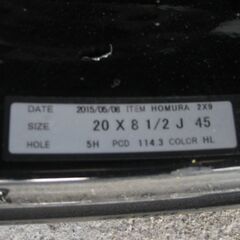 DATE 2015/05/06 ITEM HOMURA 2X9
SIZE 20 X 8 1/2 J 45
HOLE 5H PCD 114.3 COLOR HL